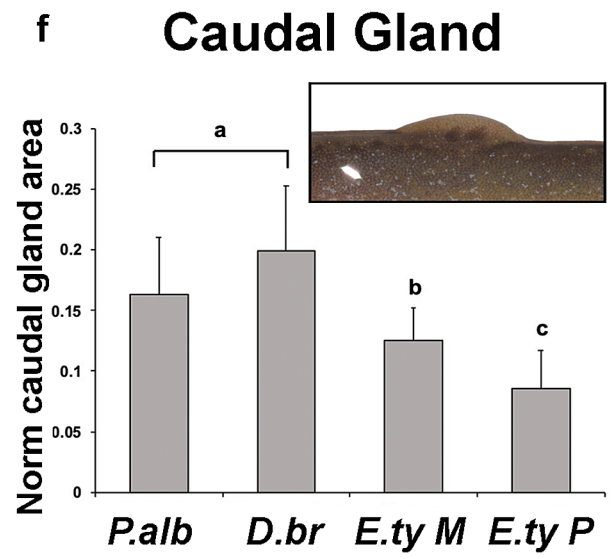 f Caudal Gland
Norm caudal gland area
0.3
0.25
0.2
0.15
0.1
0.05
0
a
b
c
P.alb D.br E.ty M E.ty P